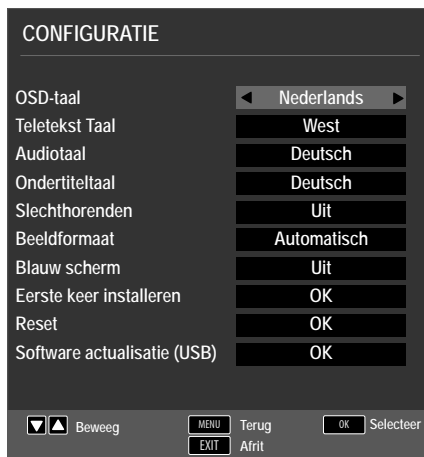 CONFIGURATIE
OSD-taal ◀ Nederlands ▶
Teletekst Taal West
Audiotaal Deutsch
Ondertiteltaal Deutsch
Slechthorenden Uit
Beeldformaat Automatisch
Blauw scherm Uit
Eerste keer installeren OK
Reset OK
Software actualisatie (USB) OK
▼ ▲ Beweeg MENU Terug OK Selecteer
EXIT Afrit